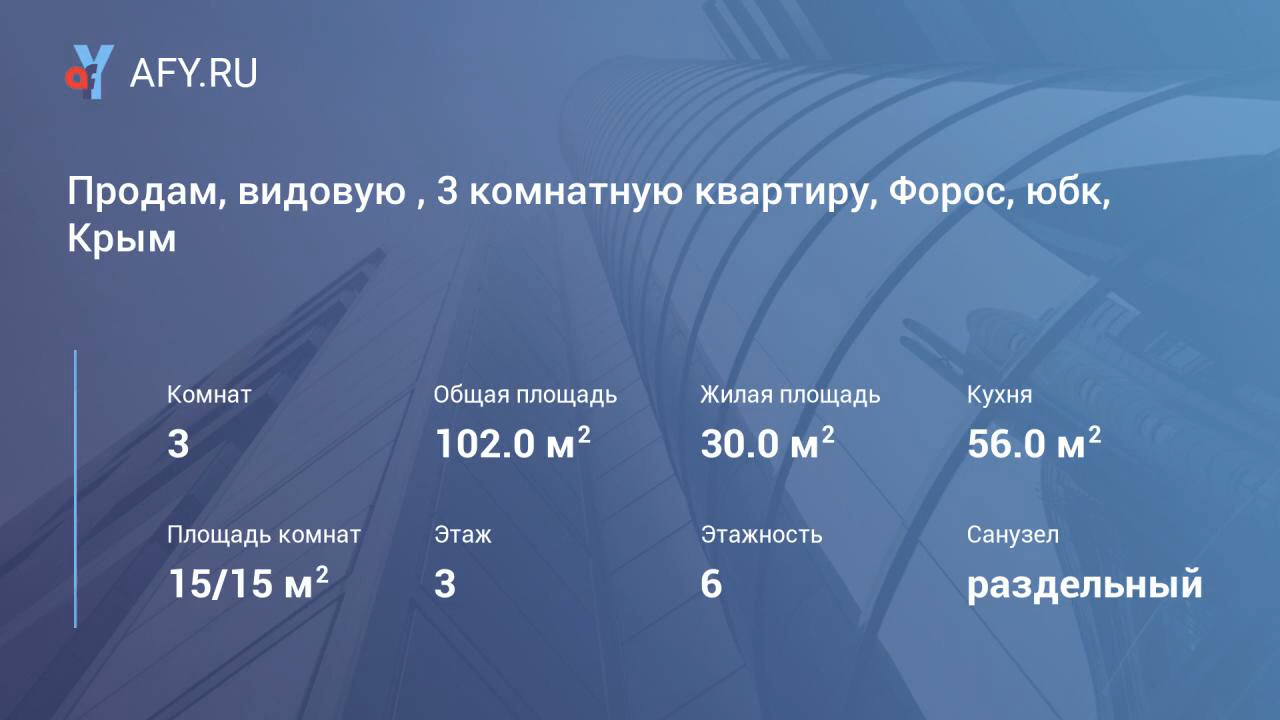 aYf AFY.RU
Продам, видовую , 3 комнатную квартиру, Форос, юбк,
Крым
Комнат Общая площадь Жилая площадь Кухня
3 102.0 м² 30.0 м² 56.0 м²
Площадь комнат Этаж Этажность Санузел
15/15 м² 3 6 раздельный